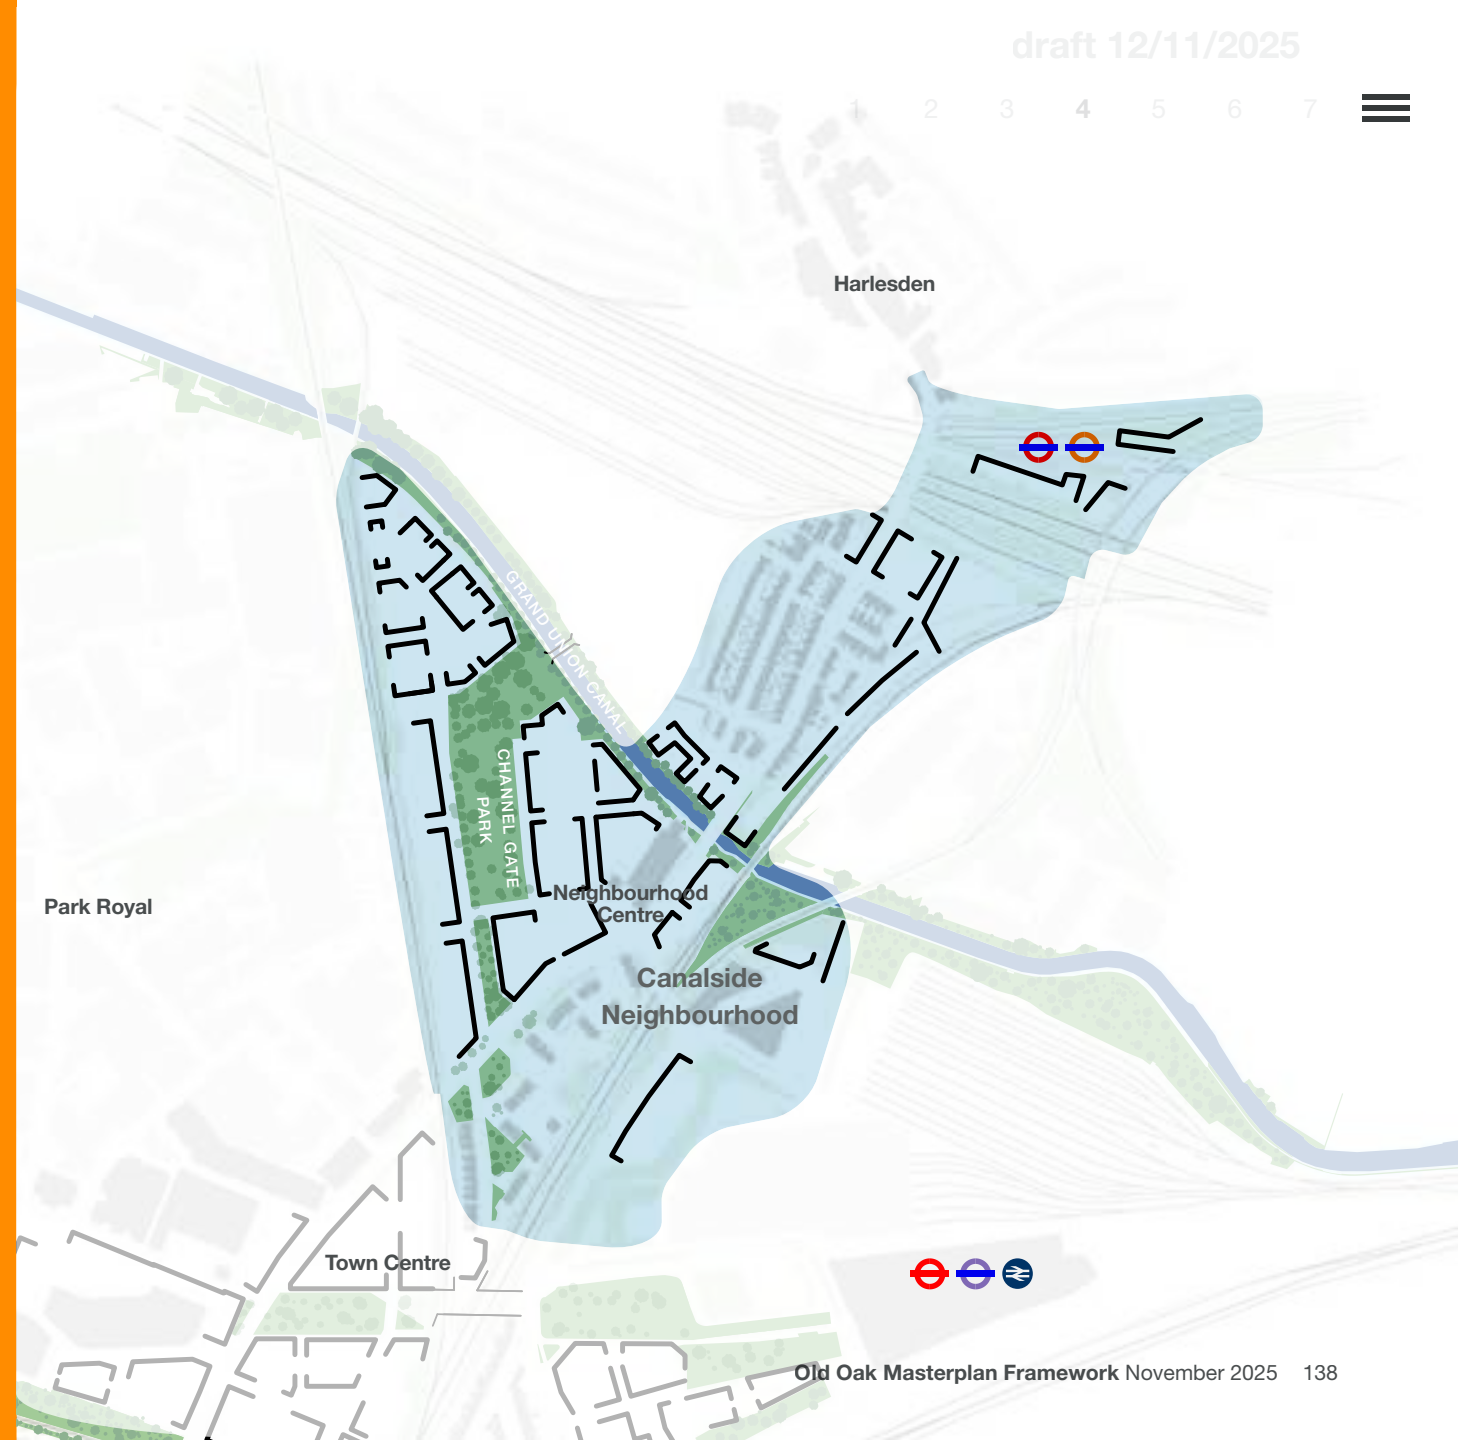 draft 12/11/2025
1 2 3 4 5 6 7
Harlesden
GRAND UNION CANAL
CHANNEL GATE
PARK
Park Royal
Neighbourhood
Centre
Canalside
Neighbourhood
Town Centre
Old Oak Masterplan Framework November 2025 138